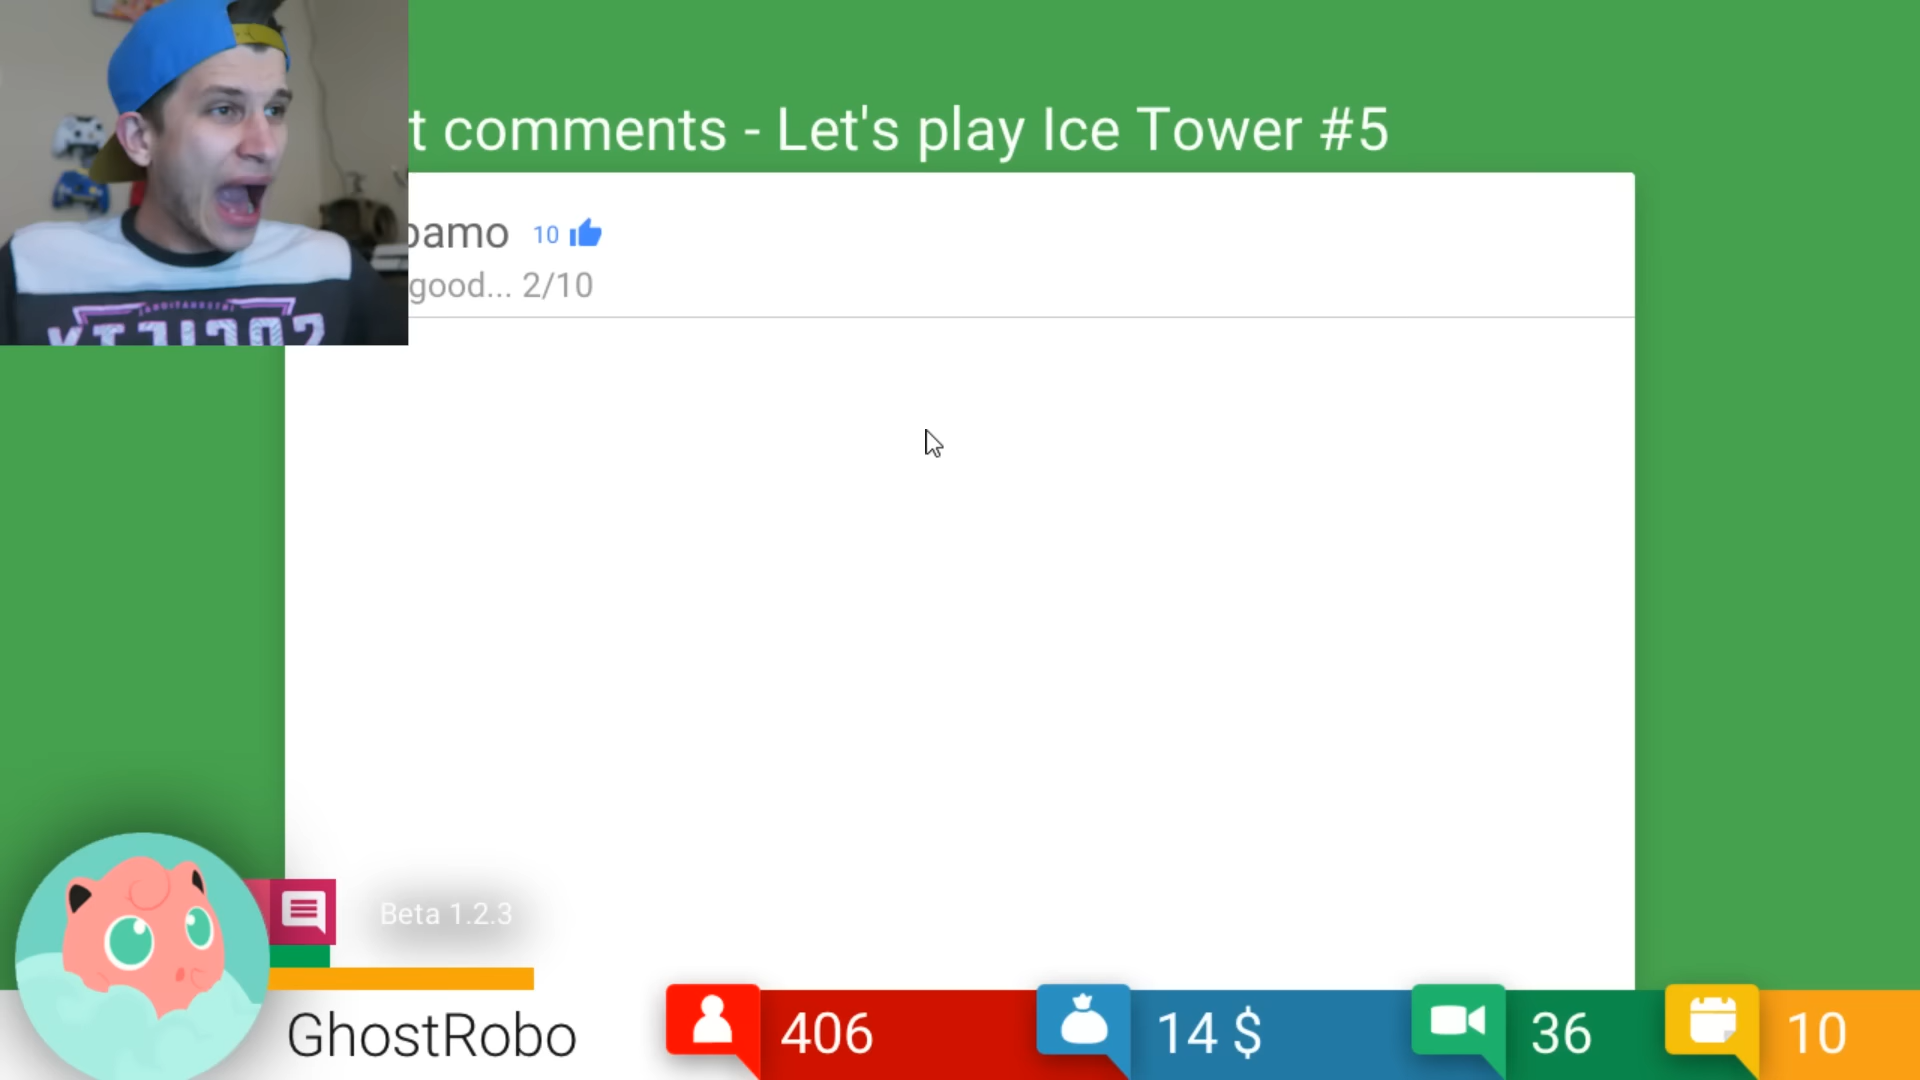 t comments - Let's play Ice Tower #5
bamo 10
good... 2/10
Beta 1.2.3
GhostRobo
406
14 $
36
10